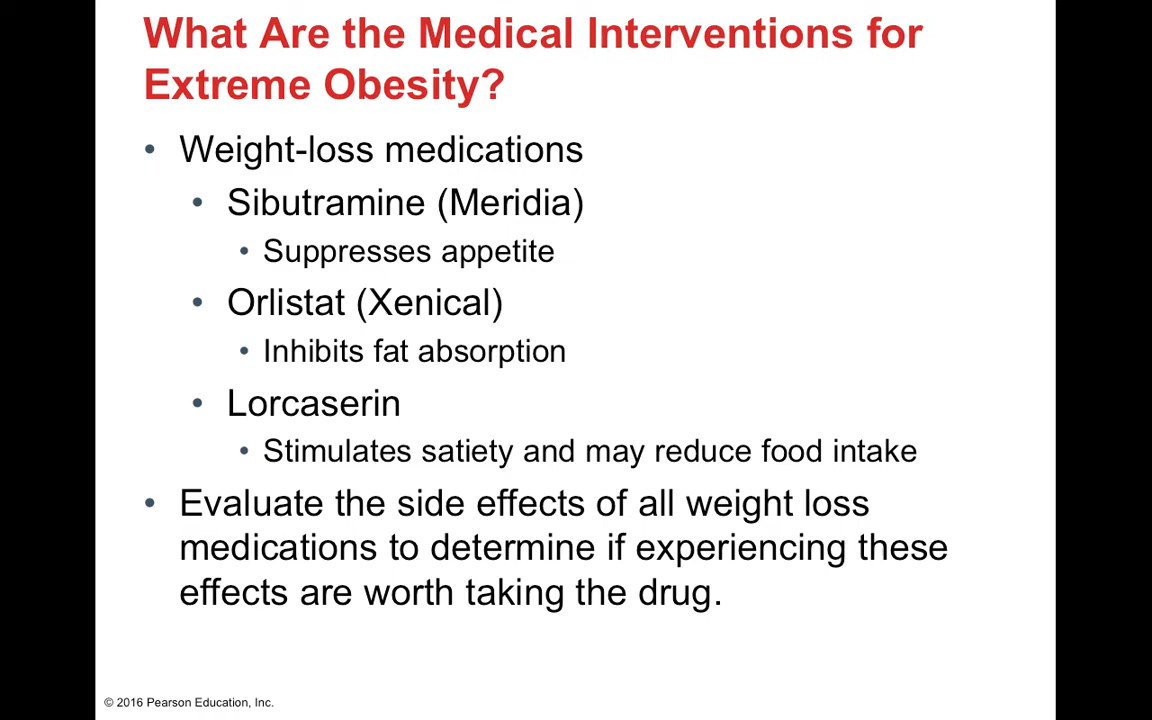 What Are the Medical Interventions for
Extreme Obesity?
• Weight-loss medications
• Sibutramine (Meridia)
• Suppresses appetite
• Orlistat (Xenical)
• Inhibits fat absorption
• Lorcaserin
• Stimulates satiety and may reduce food intake
• Evaluate the side effects of all weight loss
medications to determine if experiencing these
effects are worth taking the drug.
© 2016 Pearson Education, Inc.